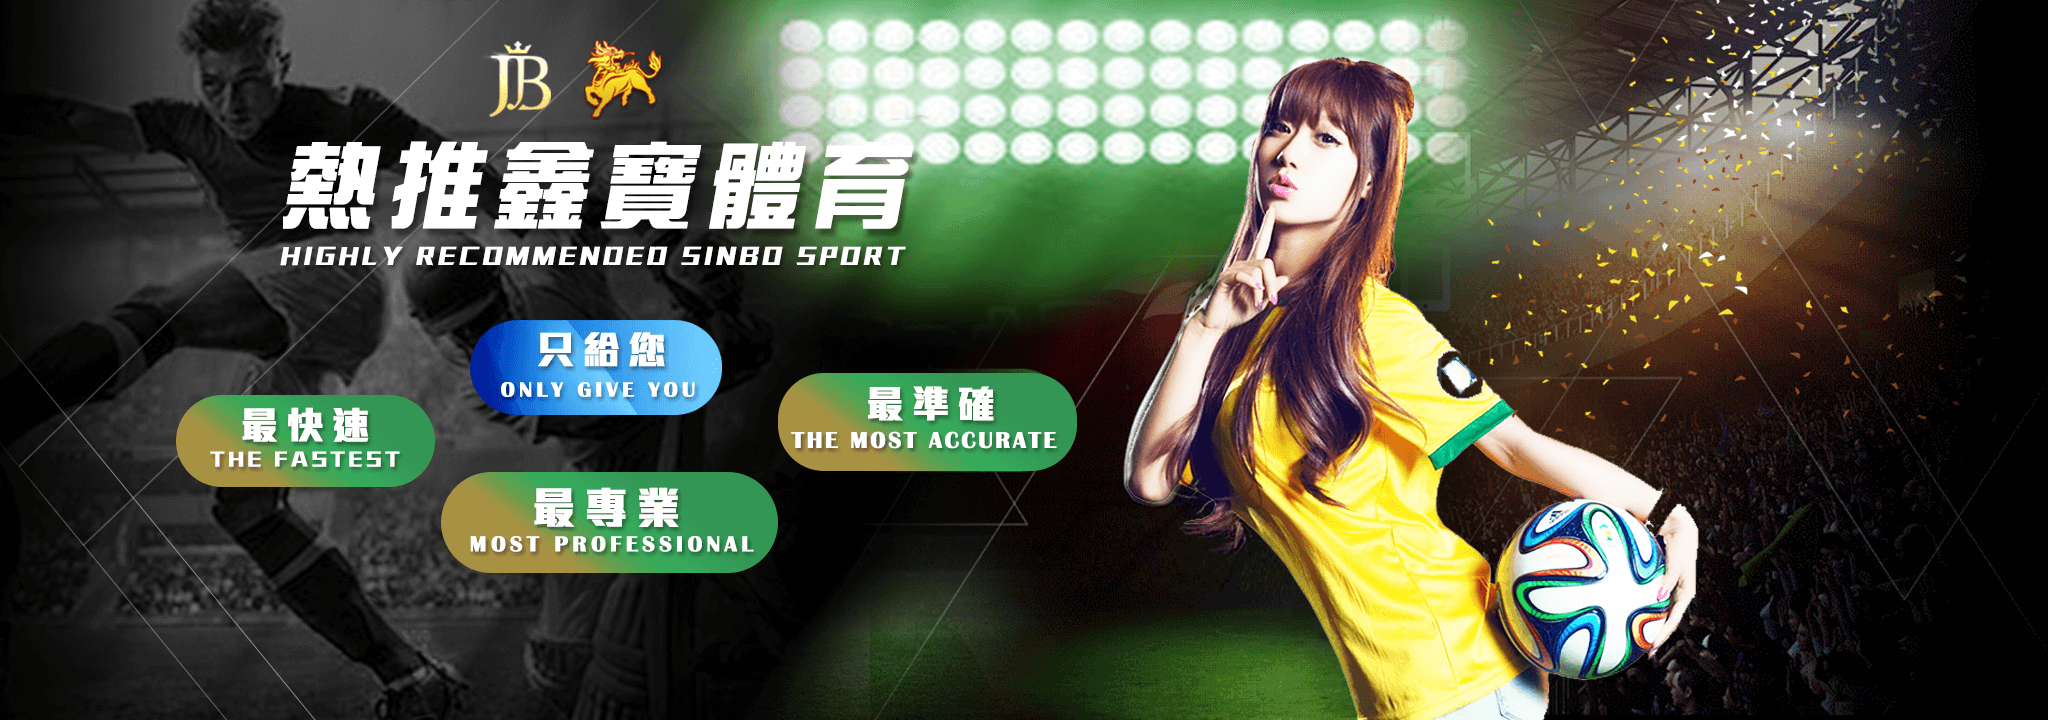 JB
熱推鑫寶體育
HIGHLY RECOMMENDED SINBO SPORT
只給您
ONLY GIVE YOU
最快速
THE FASTEST
最準確
THE MOST ACCURATE
最專業
MOST PROFESSIONAL